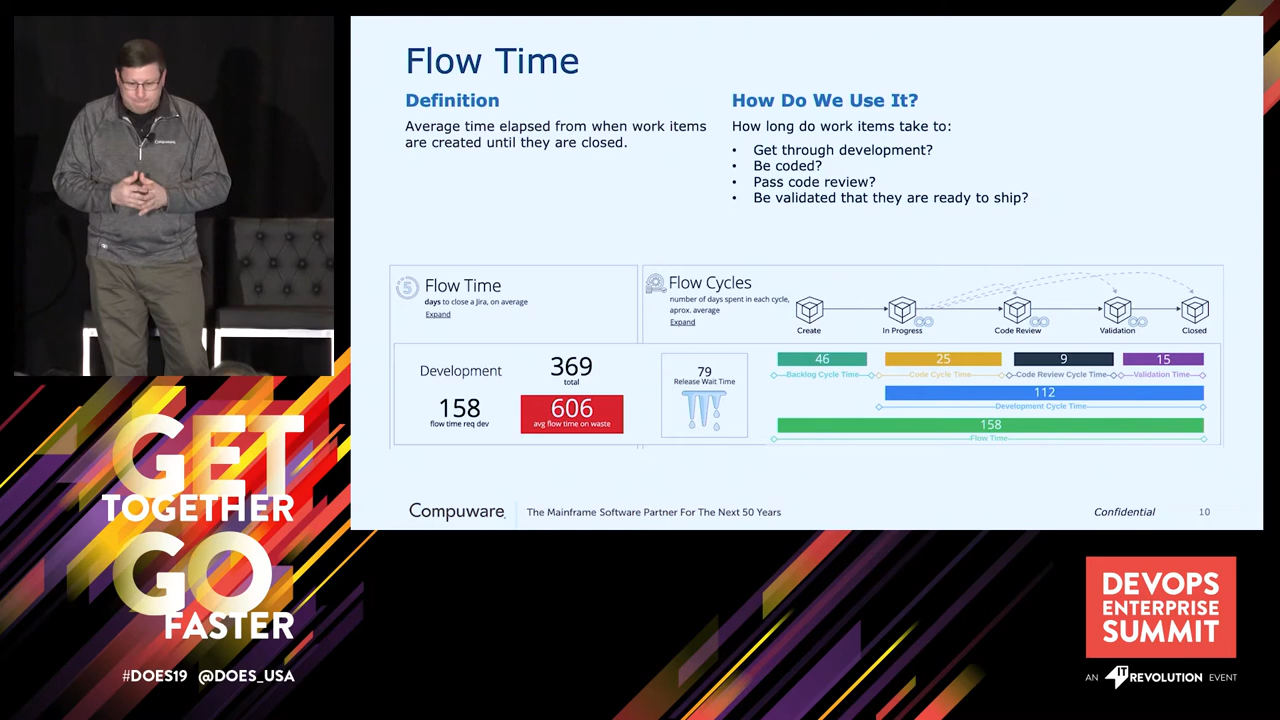 Flow Time
Definition
Average time elapsed from when work items
are created until they are closed.
How Do We Use It?
How long do work items take to:
• Get through development?
• Be coded?
• Pass code review?
• Be validated that they are ready to ship?
5
Flow Time
days to close a Jira, on average
Expand
Flow Cycles
number of days spent in each cycle,
aprox. average
Expand
Create
In Progress
Code Review
Validation
Closed
Development
369
total
158
flow time req dev
606
avg flow time on waste
79
Release Wait Time
46
25
9
15
Backlog Cycle Time
Code Cycle Time
Code Review Cycle Time
Validation Time
112
Development Cycle Time
158
Flow Time
Compuware
The Mainframe Software Partner For The Next 50 Years
Confidential
10
Compuware
GET
TOGETHER
GO
FASTER
#DOES19 @DOES_USA
DEVOPS
ENTERPRISE
SUMMIT
AN IT REVOLUTION EVENT